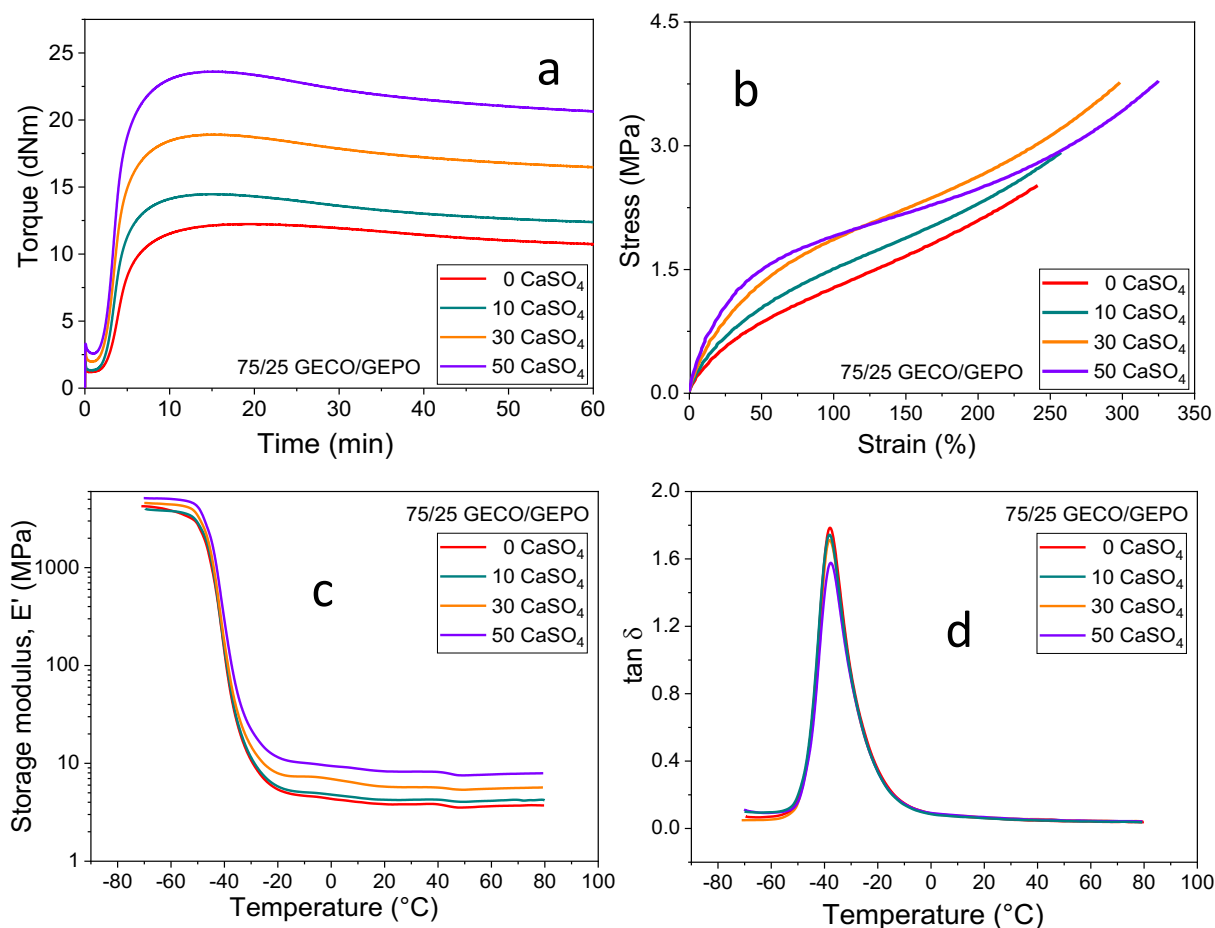 a
25
20
15
10
5
0
Torque (dNm)
0 CaSO4
10 CaSO4
30 CaSO4
50 CaSO4
75/25 GECO/GEPO
0 10 20 30 40 50 60
Time (min)
b
4.5
3.0
1.5
0.0
Stress (MPa)
0 CaSO4
10 CaSO4
30 CaSO4
50 CaSO4
75/25 GECO/GEPO
0 50 100 150 200 250 300 350
Strain (%)
75/25 GECO/GEPO
0 CaSO4
10 CaSO4
30 CaSO4
50 CaSO4
c
1000
100
10
1
Storage modulus, E' (MPa)
-80 -60 -40 -20 0 20 40 60 80 100
Temperature (°C)
75/25 GECO/GEPO
0 CaSO4
10 CaSO4
30 CaSO4
50 CaSO4
d
2.0
1.6
1.2
0.8
0.4
0.0
tan δ
-80 -60 -40 -20 0 20 40 60 80 100
Temperature (°C)